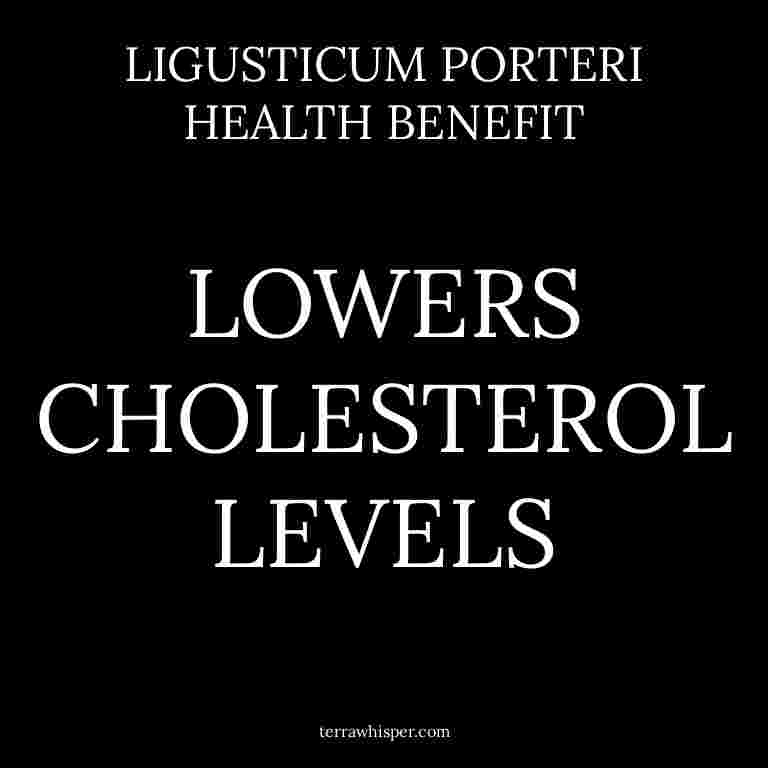 LIGUSTICUM PORTERI
HEALTH BENEFIT
LOWERS
CHOLESTEROL
LEVELS
terrawhisper.com